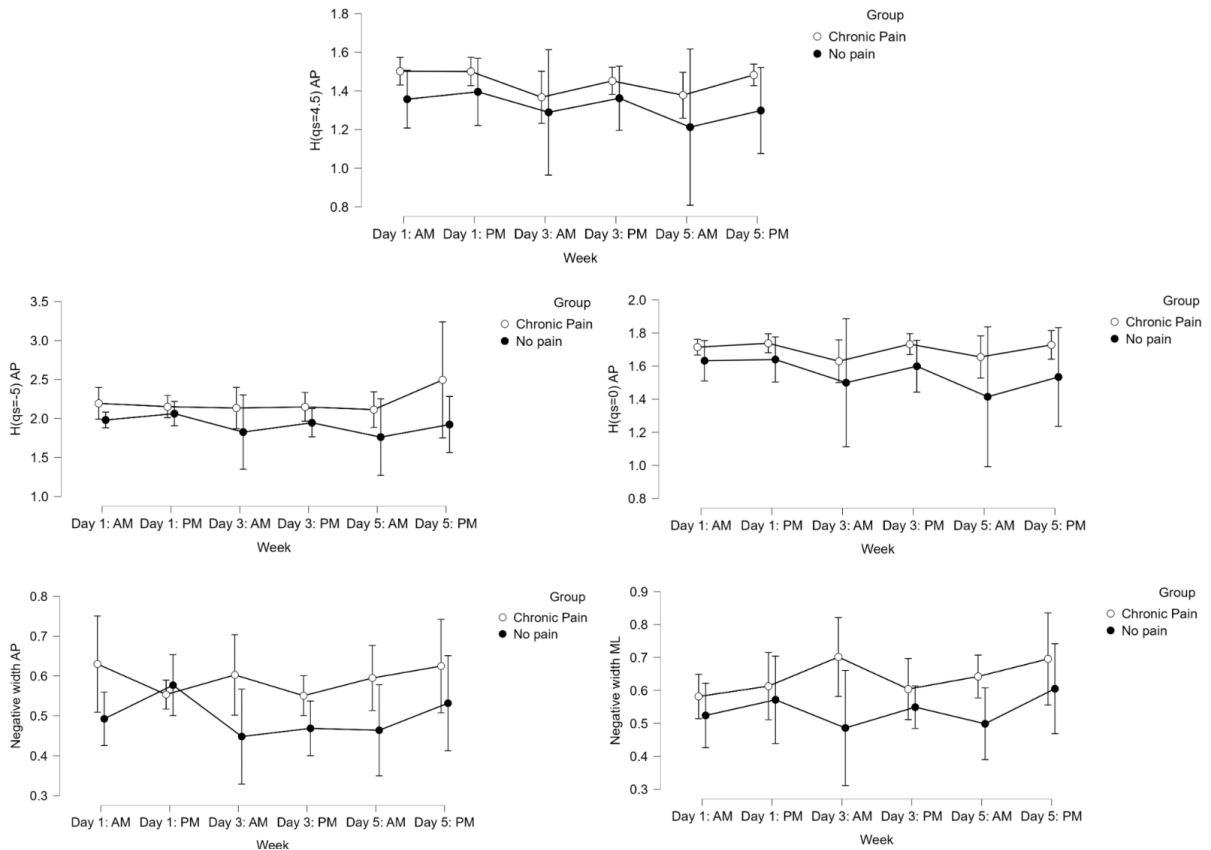 Group
Chronic Pain
No pain
H(qs=4.5) AP
1.8
1.6
1.4
1.2
1.0
0.8
Day 1: AM Day 1: PM Day 3: AM Day 3: PM Day 5: AM Day 5: PM
Week
Group
Chronic Pain
No pain
H(qs=-5) AP
3.5
3.0
2.5
2.0
1.5
1.0
Day 1: AM Day 1: PM Day 3: AM Day 3: PM Day 5: AM Day 5: PM
Week
Group
Chronic Pain
No pain
H(qs=0) AP
2.0
1.8
1.6
1.4
1.2
1.0
0.8
Day 1: AM Day 1: PM Day 3: AM Day 3: PM Day 5: AM Day 5: PM
Week
Group
Chronic Pain
No pain
Negative width AP
0.8
0.7
0.6
0.5
0.4
0.3
Day 1: AM Day 1: PM Day 3: AM Day 3: PM Day 5: AM Day 5: PM
Week
Group
Chronic Pain
No pain
Negative width ML
0.9
0.8
0.7
0.6
0.5
0.4
0.3
Day 1: AM Day 1: PM Day 3: AM Day 3: PM Day 5: AM Day 5: PM
Week